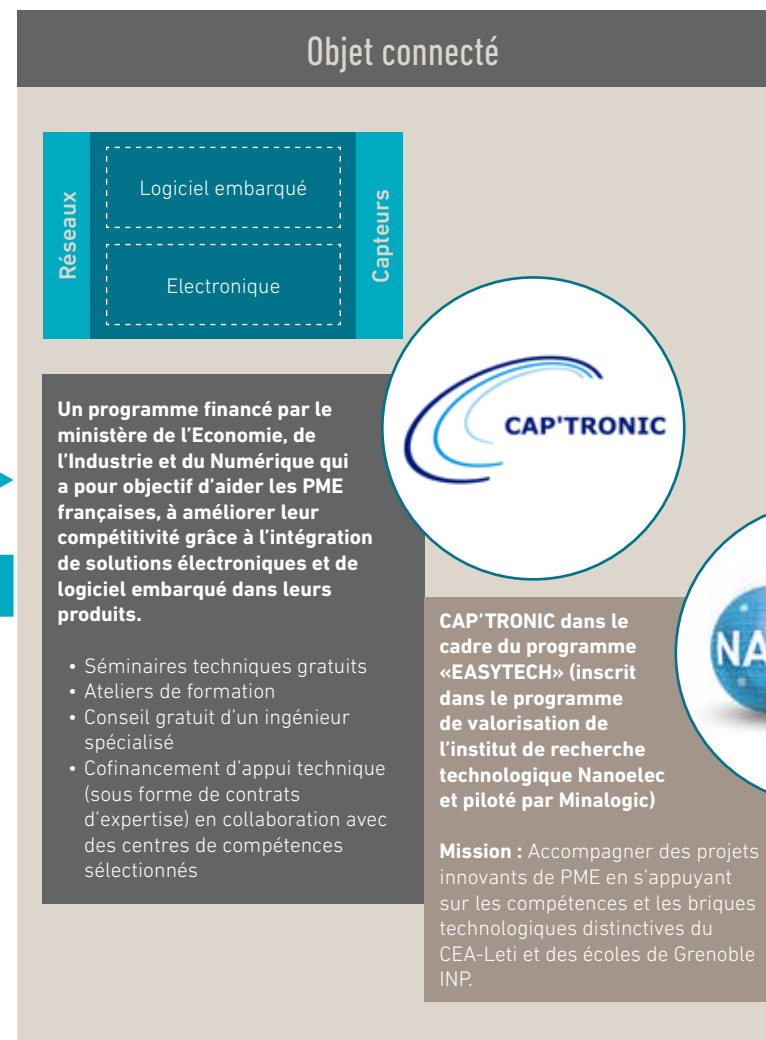 Objet connecté
Réseaux
Logiciel embarqué
Electronique
Capteurs
CAP'TRONIC
Un programme financé par le
ministère de l’Economie, de
l’Industrie et du Numérique qui
a pour objectif d’aider les PME
françaises, à améliorer leur
compétitivité grâce à l’intégration
de solutions électroniques et de
logiciel embarqué dans leurs
produits.
• Séminaires techniques gratuits
• Ateliers de formation
• Conseil gratuit d’un ingénieur
spécialisé
• Cofinancement d’appui technique
(sous forme de contrats
d’expertise) en collaboration avec
des centres de compétences
sélectionnés
CAP’TRONIC dans le
cadre du programme
«EASYTECH» (inscrit
dans le programme
de valorisation de
l’institut de recherche
technologique Nanoelec
et piloté par Minalogic)
Mission : Accompagner des projets
innovants de PME en s’appuyant
sur les compétences et les briques
technologiques distinctives du
CEA-Leti et des écoles de Grenoble
INP.